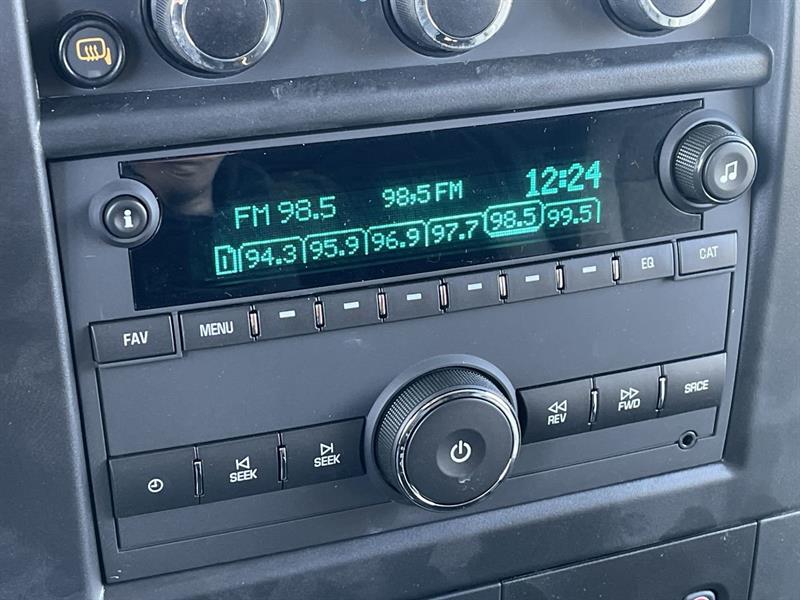 FM 98.5 98.5 FM 12:24
1 94.3 95.9 96.9 97.7 98.5 99.5
i
FAV MENU EQ CAT
SEEK SEEK REV FWD SRCE